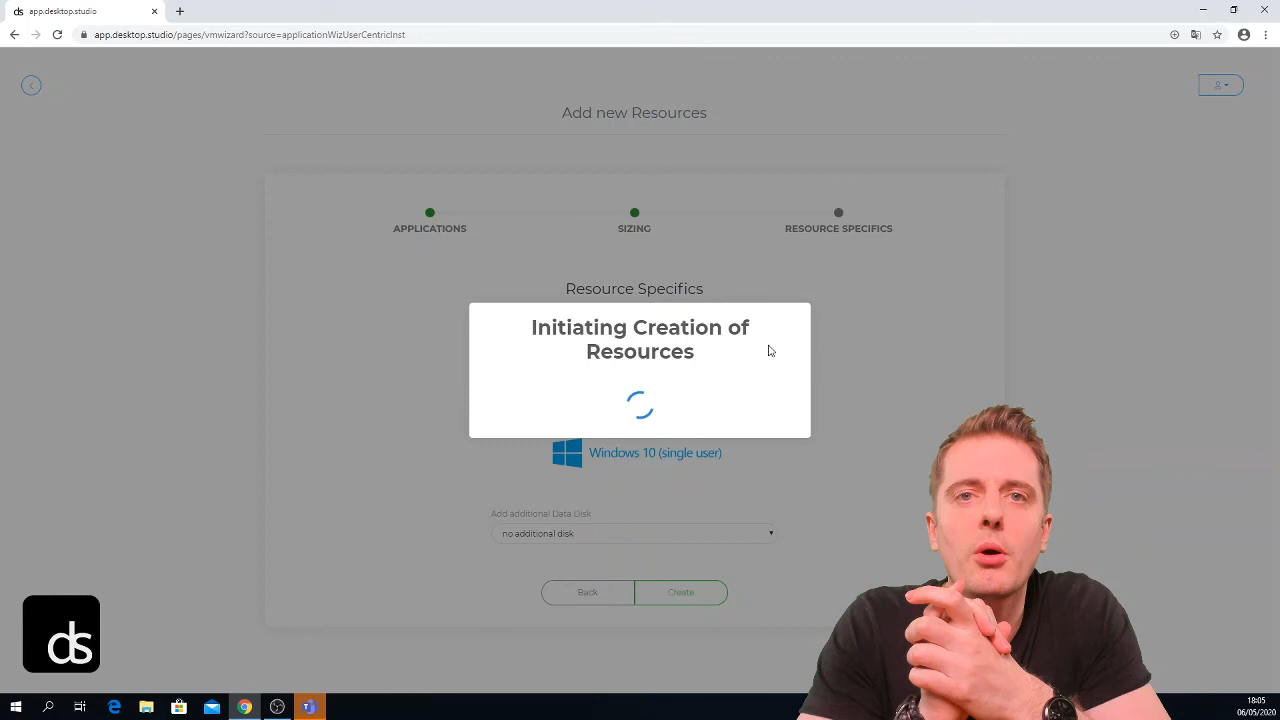 app.desktop.studio
app.desktop.studio/pages/vmwizard?source=applicationWizUserCentricInst
Add new Resources
APPLICATIONS
SIZING
RESOURCE SPECIFICS
Resource Specifics
Initiating Creation of
Resources
Windows 10 (single user)
Add additional Data Disk
no additional disk
Back
Create
ds
18:05
06/05/2020